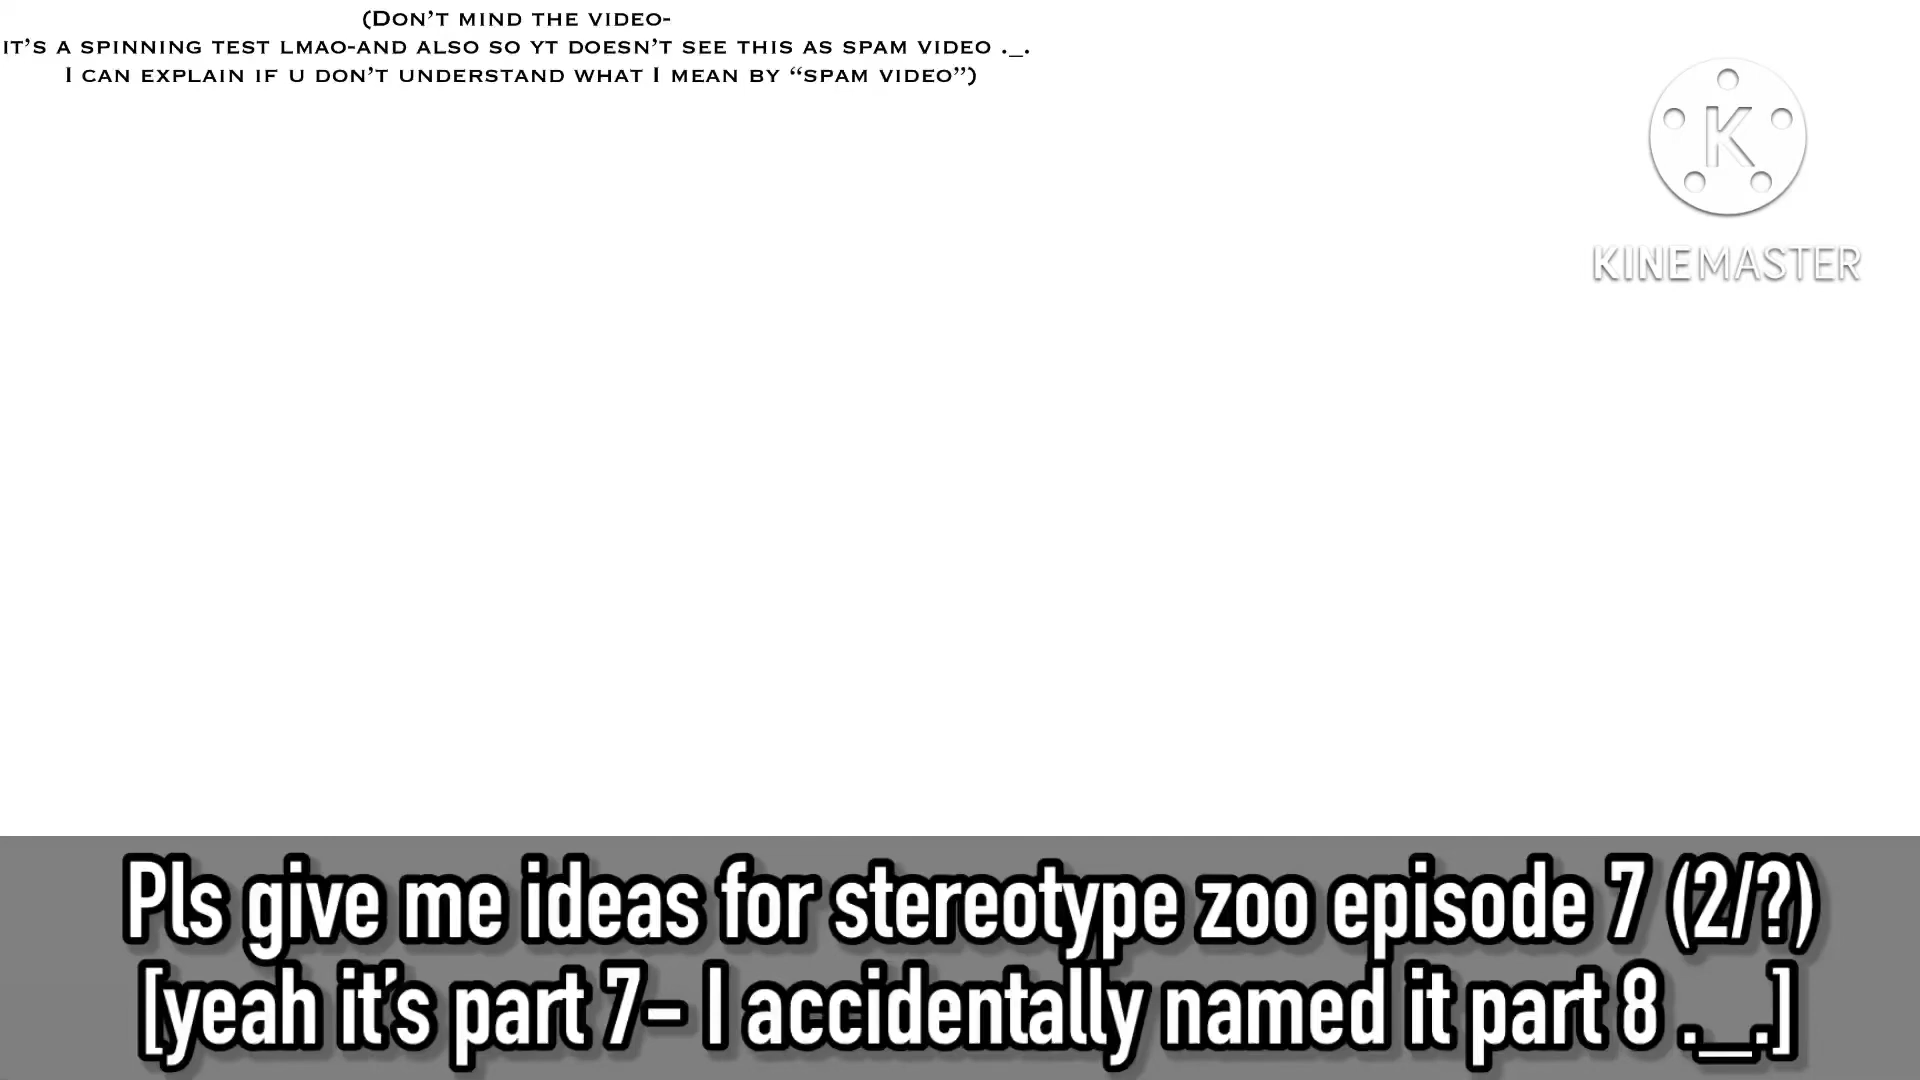 (Don't mind the video-
it's a spinning test lmao-and also so yt doesn't see this as spam video ._.
I can explain if u don't understand what I mean by “spam video”)
K
KINEMASTER
Pls give me ideas for stereotype zoo episode 7 (2/?)
[yeah it's part 7– I accidentally named it part 8 .__.]